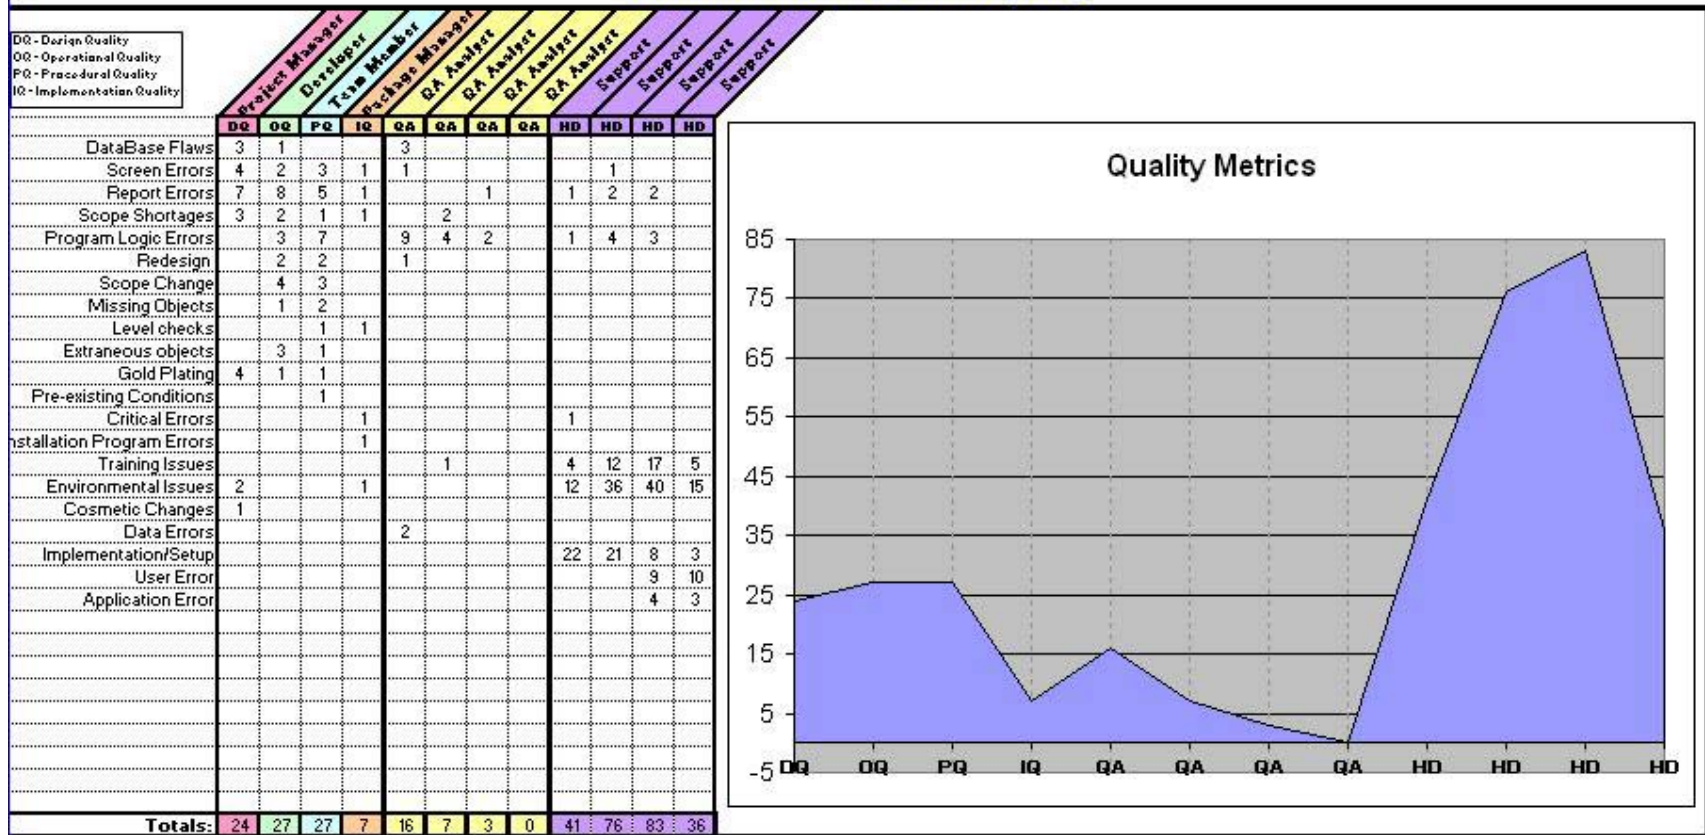 DQ - Design Quality
OQ - Operational Quality
PQ - Procedural Quality
IQ - Implementation Quality
Project Manager
Developer
Team Member
Package Manager
QA Analyst
QA Analyst
QA Analyst
QA Analyst
Support
Support
Support
Support
DQ OQ PQ IQ QA QA QA QA HD HD HD HD
DataBase Flaws 3 1 3
Screen Errors 4 2 3 1 1 1
Report Errors 7 8 5 1 1 1 2 2
Scope Shortages 3 2 1 1 2
Program Logic Errors 3 7 9 4 2 1 4 3
Redesign 2 2 1
Scope Change 4 3
Missing Objects 1 2
Level checks 1 1
Extraneous objects 3 1
Gold Plating 4 1 1
Pre-existing Conditions 1
Critical Errors 1 1
nstallation Program Errors 1
Training Issues 1 4 12 17 5
Environmental Issues 2 1 12 36 40 15
Cosmetic Changes 1
Data Errors 2
Implementation/Setup 22 21 8 3
User Error 9 10
Application Error 4 3
Totals: 24 27 27 7 16 7 3 0 41 76 83 36
Quality Metrics
85
75
65
55
45
35
25
15
5
-5
DQ OQ PQ IQ QA QA QA QA HD HD HD HD